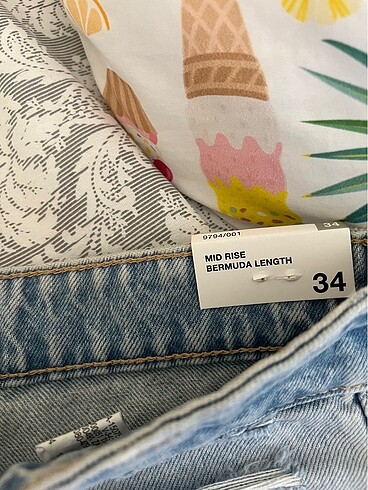 9794/001
34
MID RISE
BERMUDA LENGTH
34